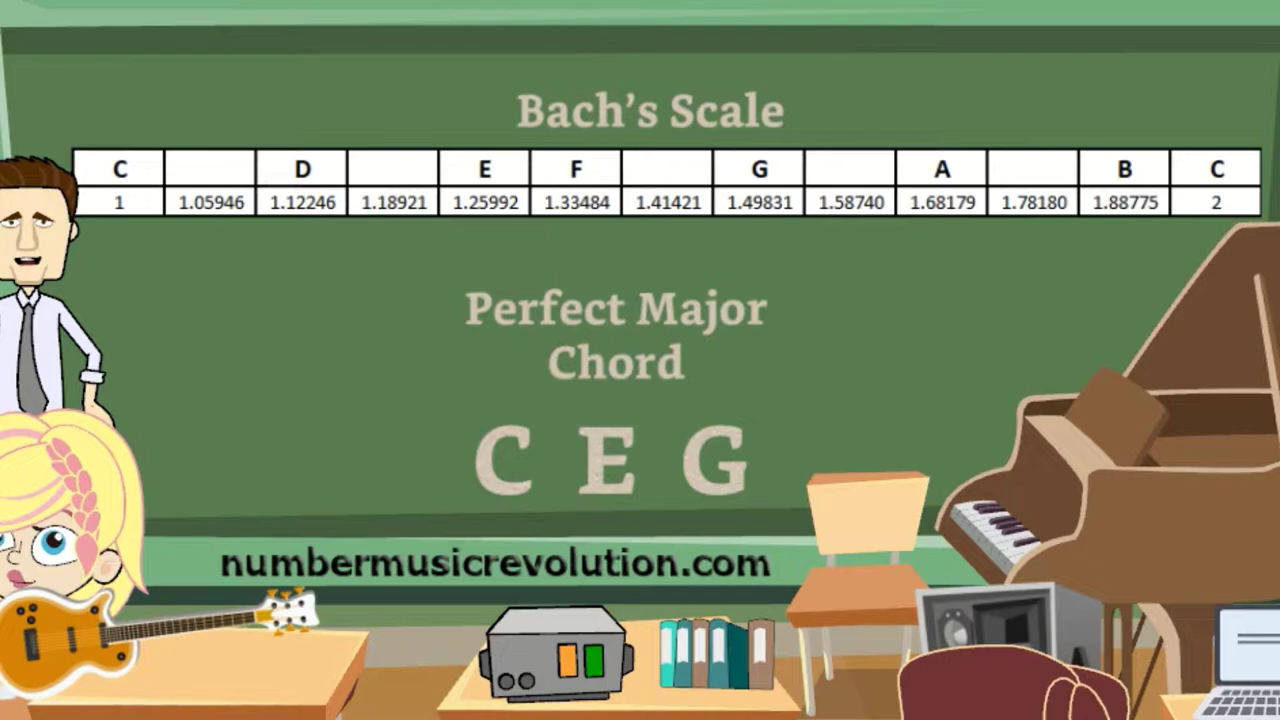 Bach's Scale
C D E F G A B C
1 1.05946 1.12246 1.18921 1.25992 1.33484 1.41421 1.49831 1.58740 1.68179 1.78180 1.88775 2
Perfect Major
Chord
C E G
numbermusicrevolution.com